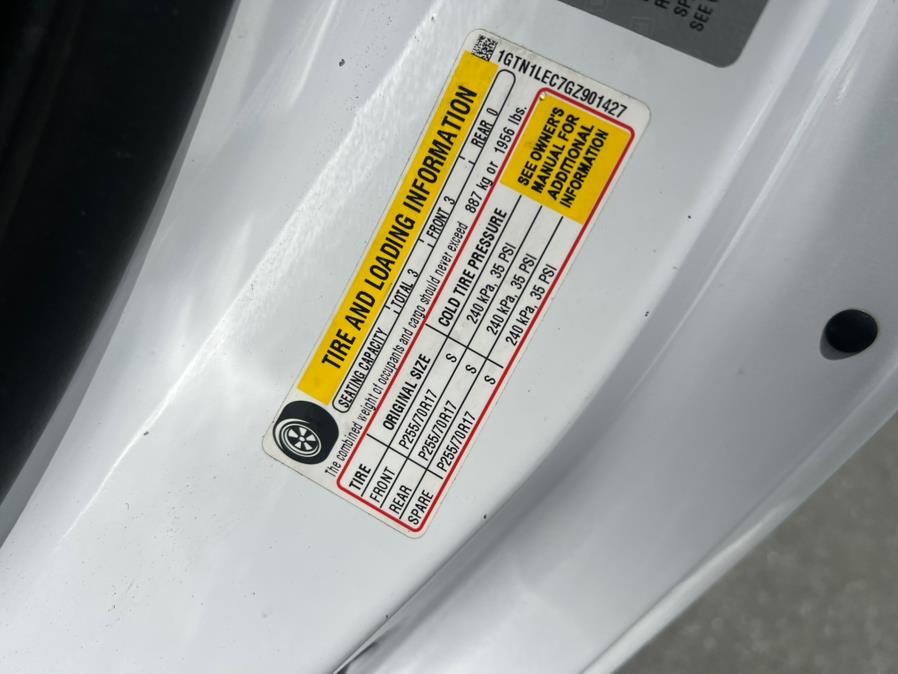 1GTN1LEC7GZ901427
TIRE AND LOADING INFORMATION
SEATING CAPACITY TOTAL 3 FRONT 3 REAR 0
The combined weight of occupants and cargo should never exceed 887 kg or 1956 lbs.
TIRE ORIGINAL SIZE COLD TIRE PRESSURE
FRONT P255/70R17 S 240 kPa, 35 PSI
REAR P255/70R17 S 240 kPa, 35 PSI
SPARE P255/70R17 S 240 kPa, 35 PSI
SEE OWNER'S
MANUAL FOR
ADDITIONAL
INFORMATION
SEE